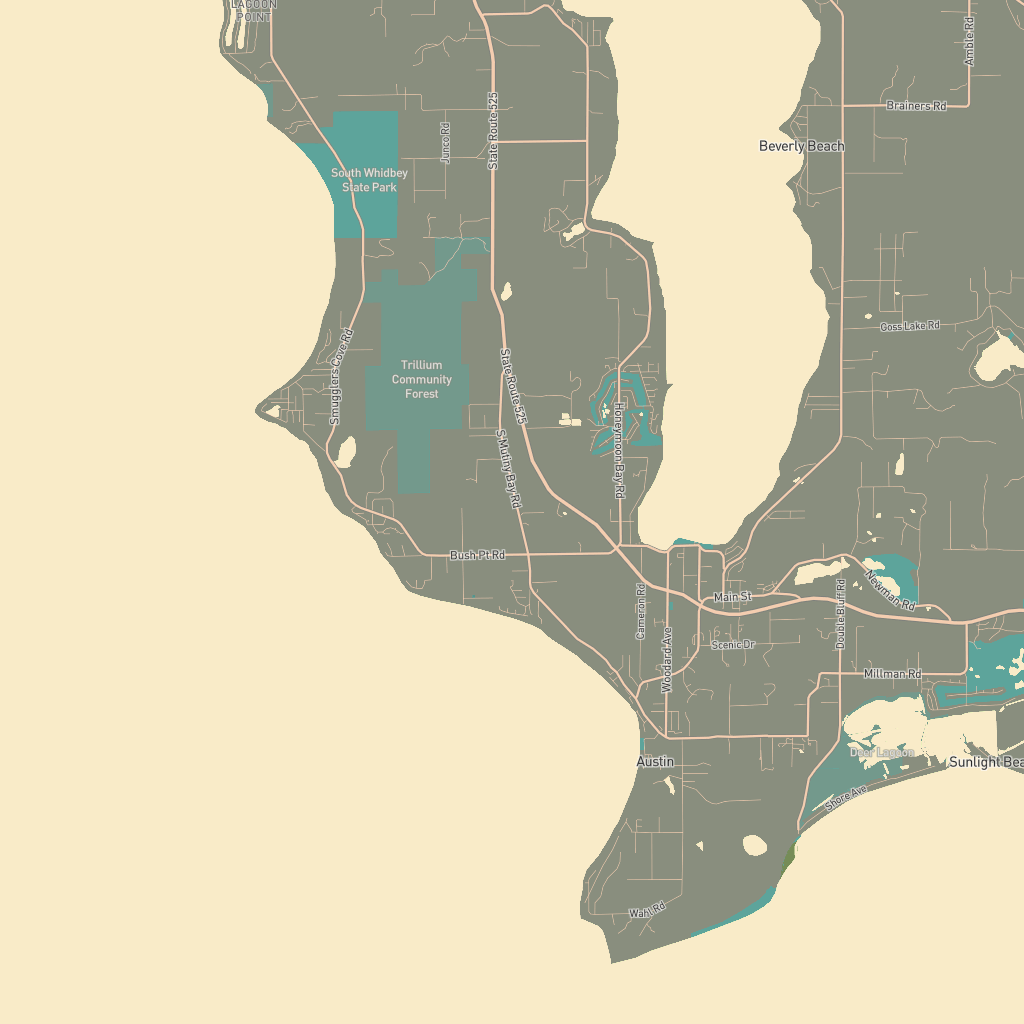 LAGOON
POINT
Amble Rd
Brainers Rd
State Route 525
Junco Rd
Beverly Beach
South Whidbey
State Park
Goss Lake Rd
Smugglers Cove Rd
Trillium
Community
Forest
State Route 525
S Mutiny Bay Rd
Honeymoon Bay Rd
Bush Pt Rd
Newman Rd
Main St
Cameron Rd
Double Bluff Rd
Woodard Ave
Scenic Dr
Millman Rd
Deer Lagoon
Austin
Sunlight Bea
Shore Ave
Wahl Rd